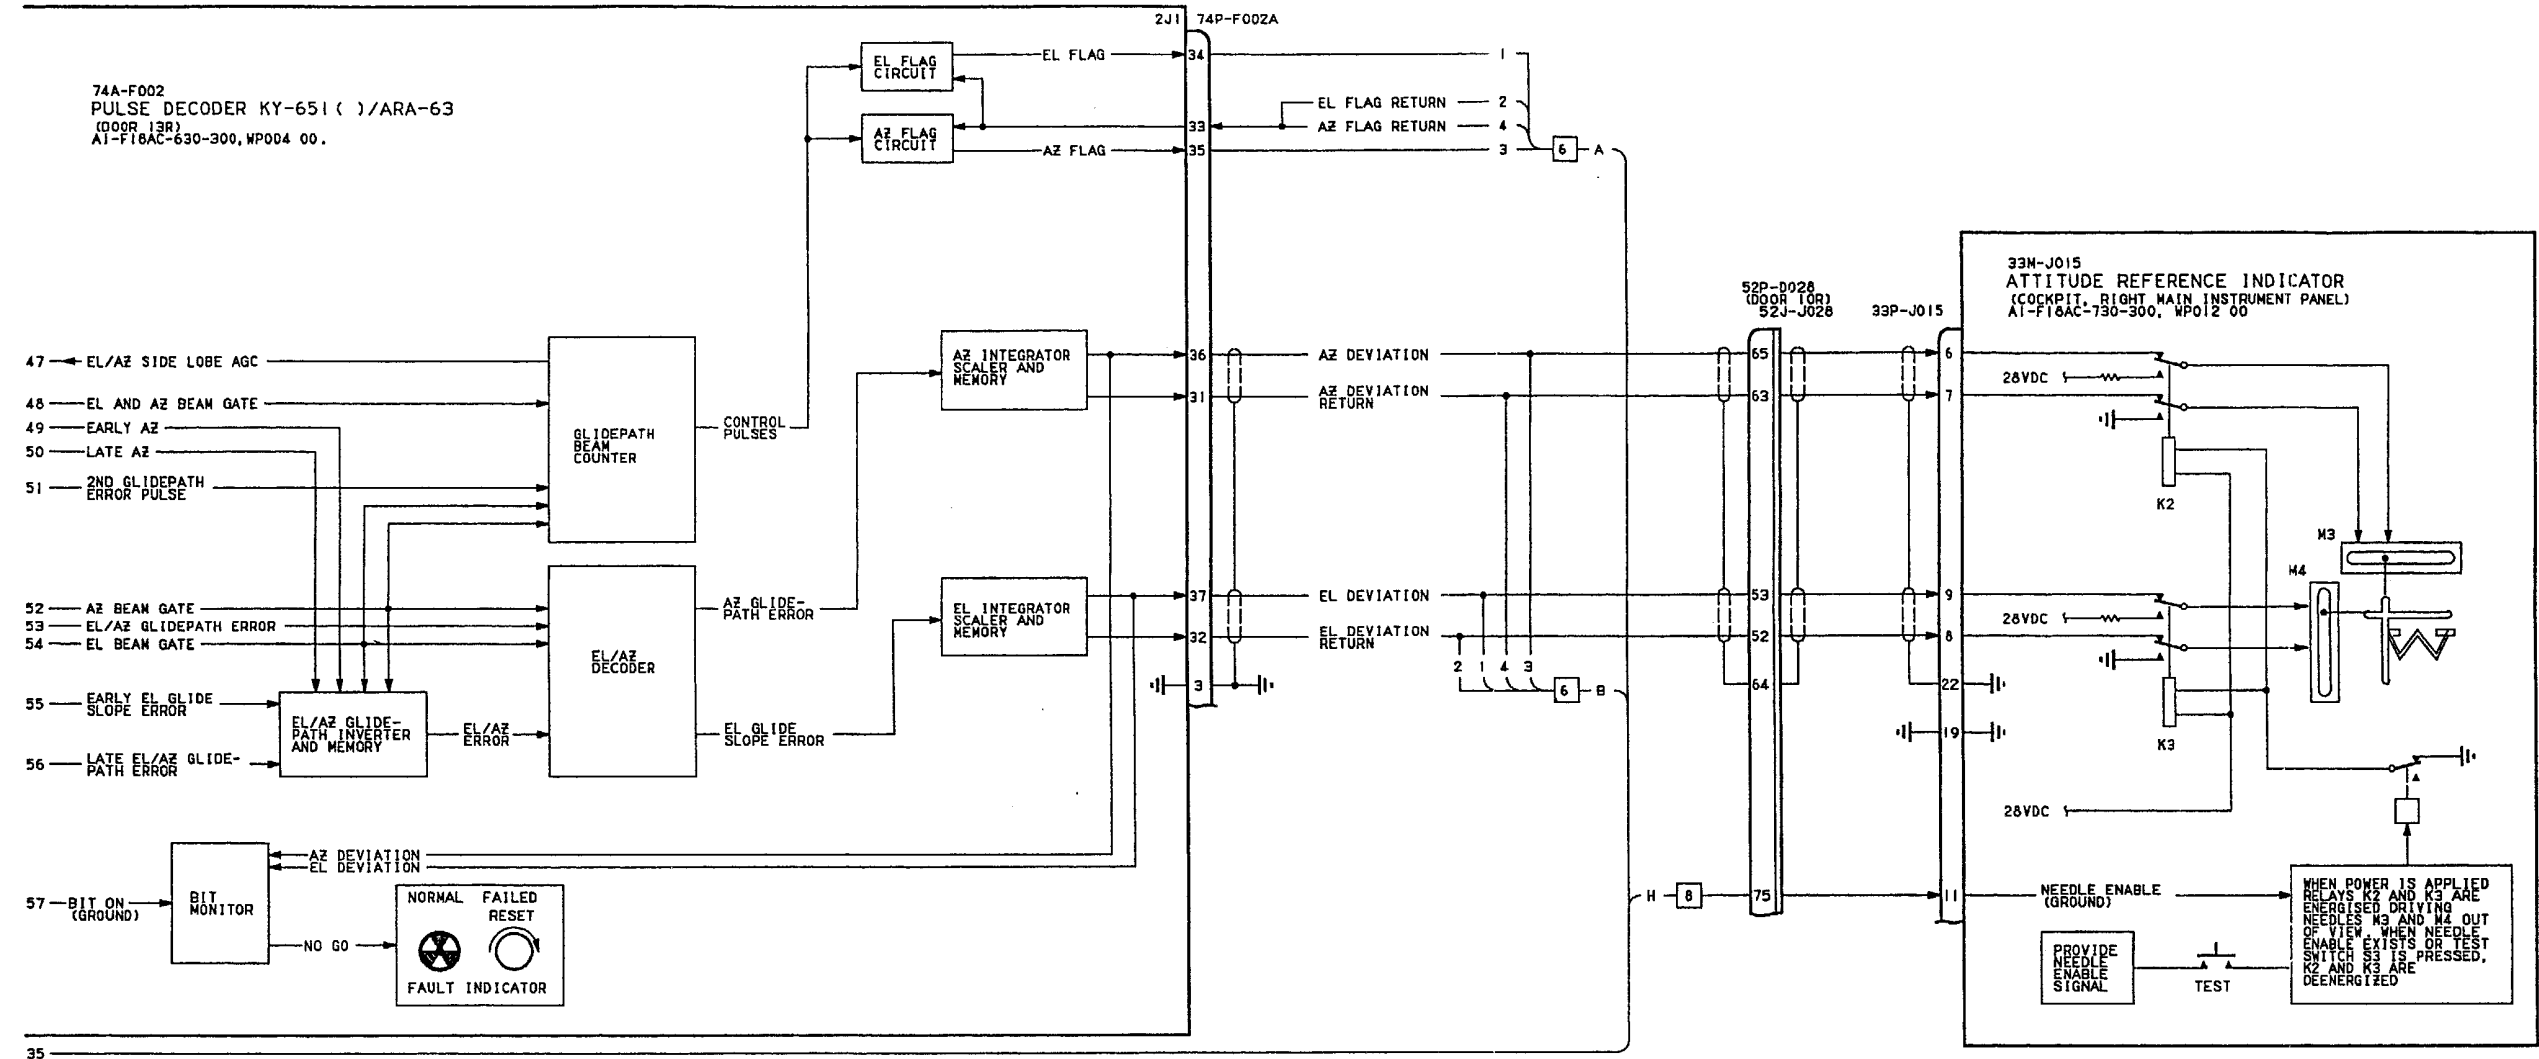 2J1 74P-F002A
74A-F002
PULSE DECODER KY-651( )/ARA-63
(DOOR 13R)
A1-F18AC-630-300, WP004 00.
EL FLAG
CIRCUIT
EL FLAG
34
1
EL FLAG RETURN
2
AZ FLAG
CIRCUIT
33
AZ FLAG RETURN
4
AZ FLAG
35
3
6
A
33M-J015
ATTITUDE REFERENCE INDICATOR
(COCKPIT, RIGHT MAIN INSTRUMENT PANEL)
A1-F18AC-730-300, WP012 00
52P-D028
(DOOR 10R)
52J-J028
33P-J015
47
EL/AZ SIDE LOBE AGC
48
EL AND AZ BEAM GATE
49
EARLY AZ
50
LATE AZ
51
2ND GLIDEPATH
ERROR PULSE
GLIDEPATH
BEAM
COUNTER
CONTROL
PULSES
AZ INTEGRATOR
SCALER AND
MEMORY
36
AZ DEVIATION
65
6
31
AZ DEVIATION
RETURN
63
7
28VDC
K2
M3
52
AZ BEAM GATE
53
EL/AZ GLIDEPATH ERROR
54
EL BEAM GATE
55
EARLY EL GLIDE
SLOPE ERROR
56
LATE EL/AZ GLIDE-
PATH ERROR
EL/AZ GLIDE-
PATH INVERTER
AND MEMORY
EL/AZ
ERROR
EL/AZ
DECODER
AZ GLIDE-
PATH ERROR
EL GLIDE
SLOPE ERROR
EL INTEGRATOR
SCALER AND
MEMORY
37
EL DEVIATION
53
9
32
EL DEVIATION
RETURN
52
8
2 1 4 3
6
B
3
64
22
19
28VDC
M4
K3
28VDC
57
BIT ON
(GROUND)
BIT
MONITOR
AZ DEVIATION
EL DEVIATION
NO GO
NORMAL FAILED
RESET
FAULT INDICATOR
H
8
75
11
NEEDLE ENABLE
(GROUND)
PROVIDE
NEEDLE
ENABLE
SIGNAL
TEST
WHEN POWER IS APPLIED
RELAYS K2 AND K3 ARE
ENERGISED DRIVING
NEEDLES M3 AND M4 OUT
OF VIEW. WHEN NEEDLE
ENABLE EXISTS OR TEST
SWITCH S3 IS PRESSED,
K2 AND K3 ARE
DEENERGIZED
35